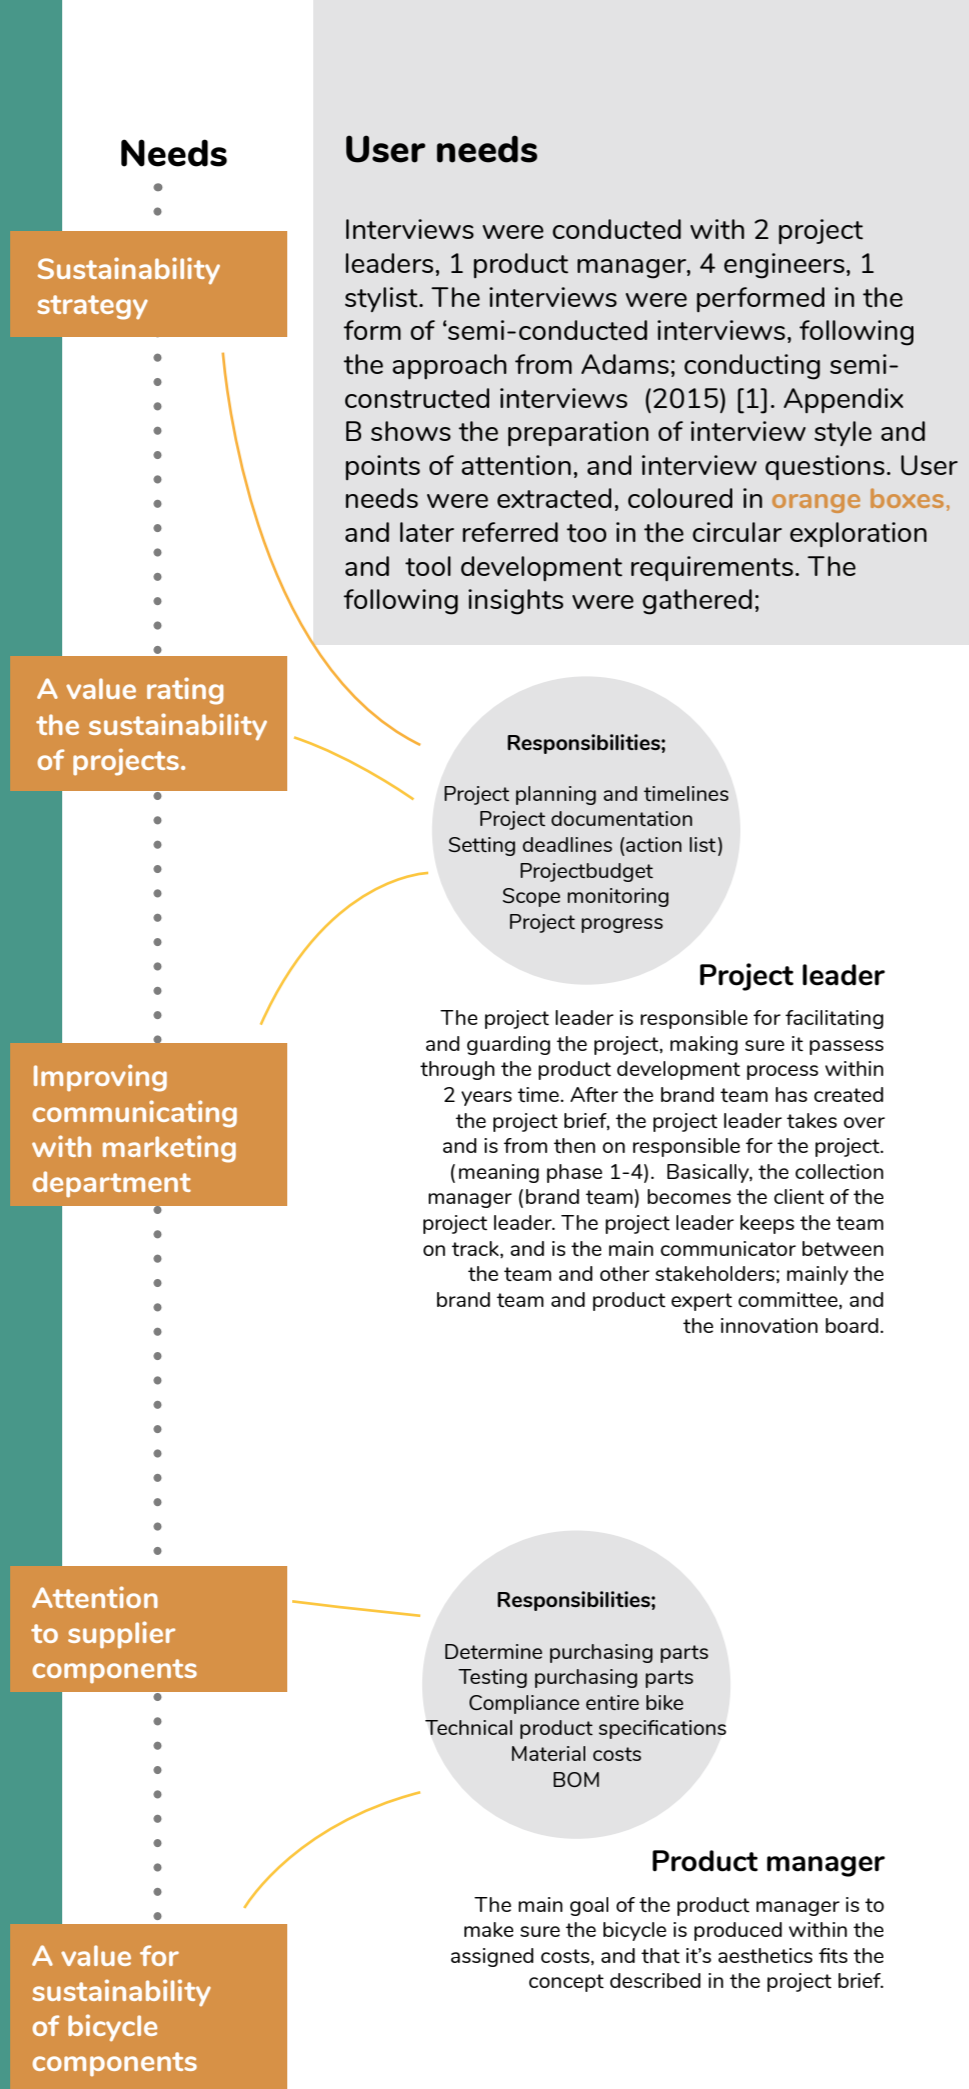 Needs
Sustainability
strategy
A value rating
the sustainability
of projects.
Improving
communicating
with marketing
department
Attention
to supplier
components
A value for
sustainability
of bicycle
components
User needs
Interviews were conducted with 2 project
leaders, 1 product manager, 4 engineers, 1
stylist. The interviews were performed in the
form of ‘semi-conducted interviews, following
the approach from Adams; conducting semi-
constructed interviews  (2015) [1]. Appendix
B shows the preparation of interview style and
points of attention, and interview questions. User
needs were extracted, coloured in orange boxes,
and later referred too in the circular exploration
and  tool development requirements. The
following insights were gathered;
Responsibilities;
Project planning and timelines
Project documentation
Setting deadlines (action list)
Projectbudget
Scope monitoring
Project progress
Project leader
The project leader is responsible for facilitating
and guarding the project, making sure it passess
through the product development process within
2 years time. After the brand team has created
the project brief, the project leader takes over
and is from then on responsible for the project.
(meaning phase 1-4).  Basically, the collection
manager (brand team) becomes the client of the
project leader. The project leader keeps the team
on track, and is the main communicator between
the team and other stakeholders; mainly the
brand team and product expert committee, and
the innovation board.
Responsibilities;
Determine purchasing parts
Testing purchasing parts
Compliance entire bike
Technical product specifications
Material costs
BOM
Product manager
The main goal of the product manager is to
make sure the bicycle is produced within the
assigned costs, and that it’s aesthetics fits the
concept described in the project brief.